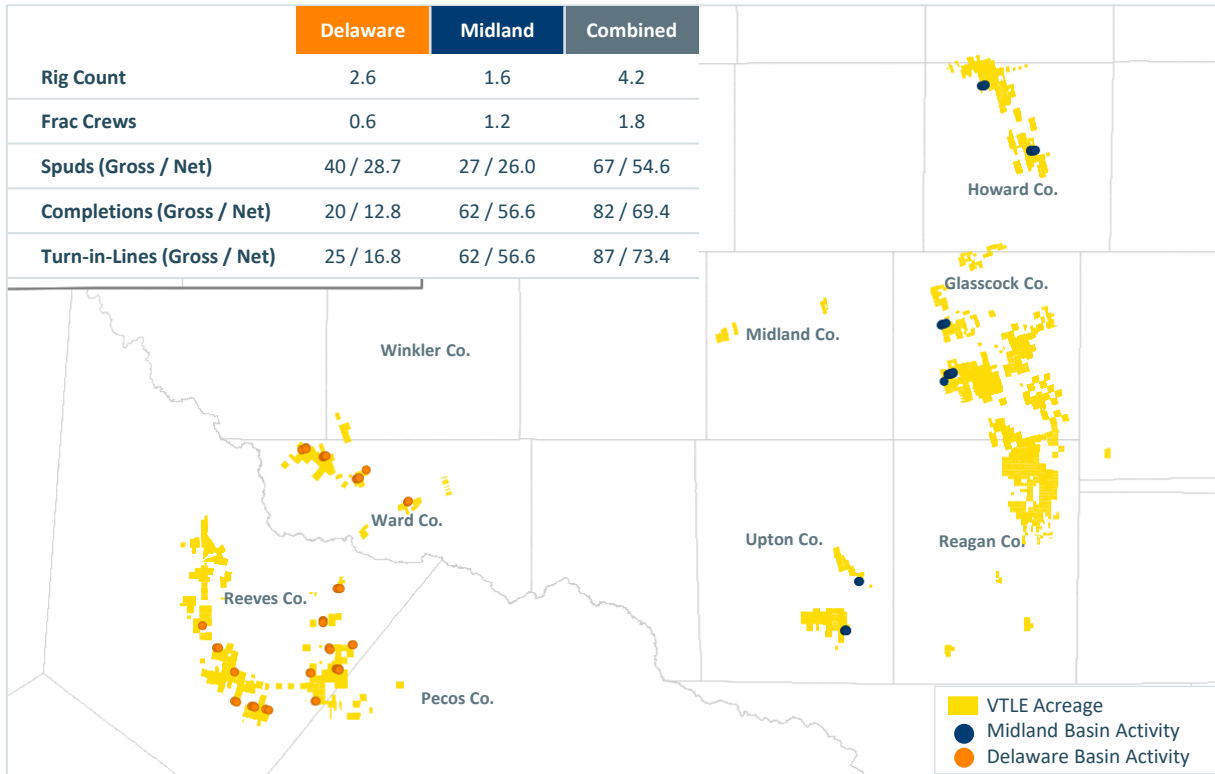 Delaware Midland Combined
Rig Count 2.6 1.6 4.2
Frac Crews 0.6 1.2 1.8
Spuds (Gross / Net) 40 / 28.7 27 / 26.0 67 / 54.6
Completions (Gross / Net) 20 / 12.8 62 / 56.6 82 / 69.4
Turn-in-Lines (Gross / Net) 25 / 16.8 62 / 56.6 87 / 73.4
Howard Co.
Glasscock Co.
Midland Co.
Winkler Co.
Ward Co.
Upton Co.
Reagan Co.
Reeves Co.
Pecos Co.
VTLE Acreage
Midland Basin Activity
Delaware Basin Activity